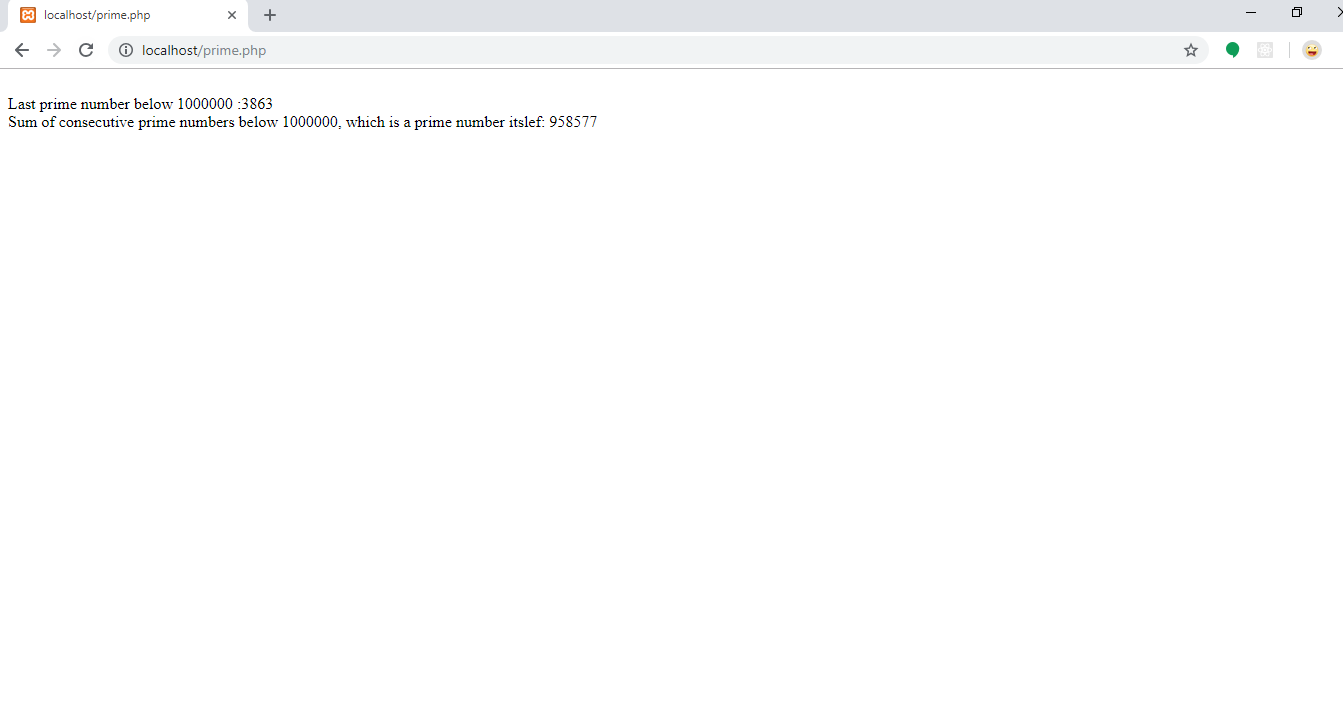 localhost/prime.php
localhost/prime.php
Last prime number below 1000000 :3863
Sum of consecutive prime numbers below 1000000, which is a prime number itslef: 958577